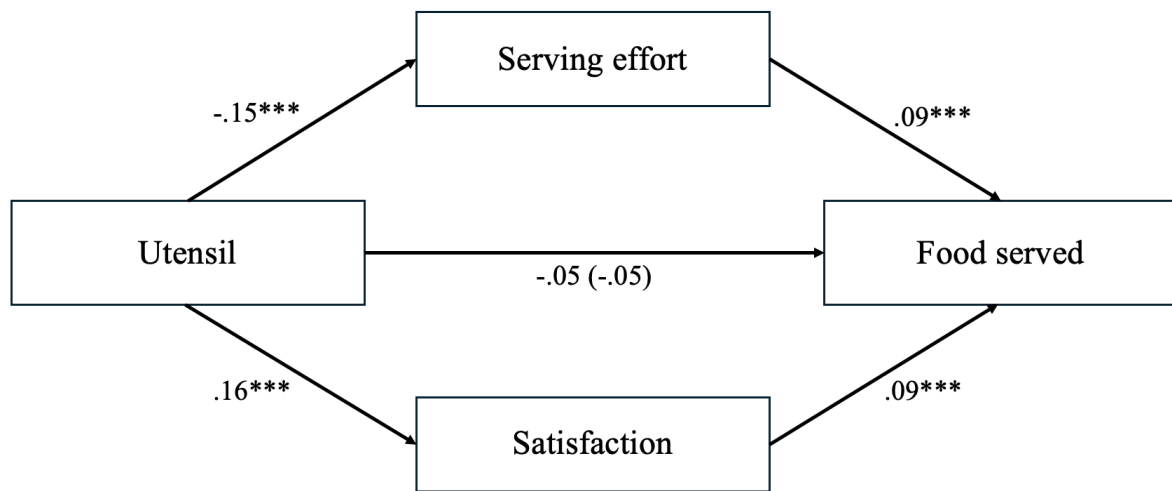 Serving effort
-.15***
.09***
Utensil
Food served
-.05 (-.05)
.16***
.09***
Satisfaction